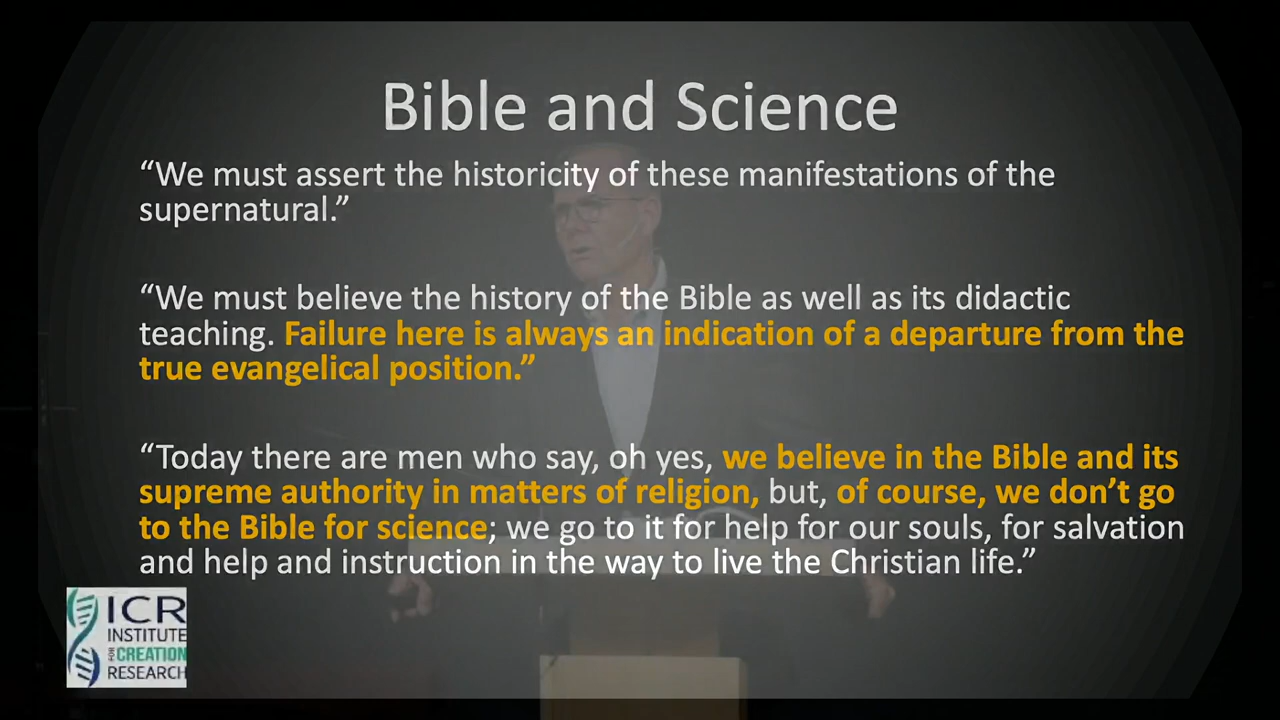 Bible and Science
“We must assert the historicity of these manifestations of the
supernatural.”
“We must believe the history of the Bible as well as its didactic
teaching. Failure here is always an indication of a departure from the
true evangelical position.”
“Today there are men who say, oh yes, we believe in the Bible and its
supreme authority in matters of religion, but, of course, we don’t go
to the Bible for science; we go to it for help for our souls, for salvation
and help and instruction in the way to live the Christian life.”
ICR
INSTITUTE
FOR CREATION
RESEARCH